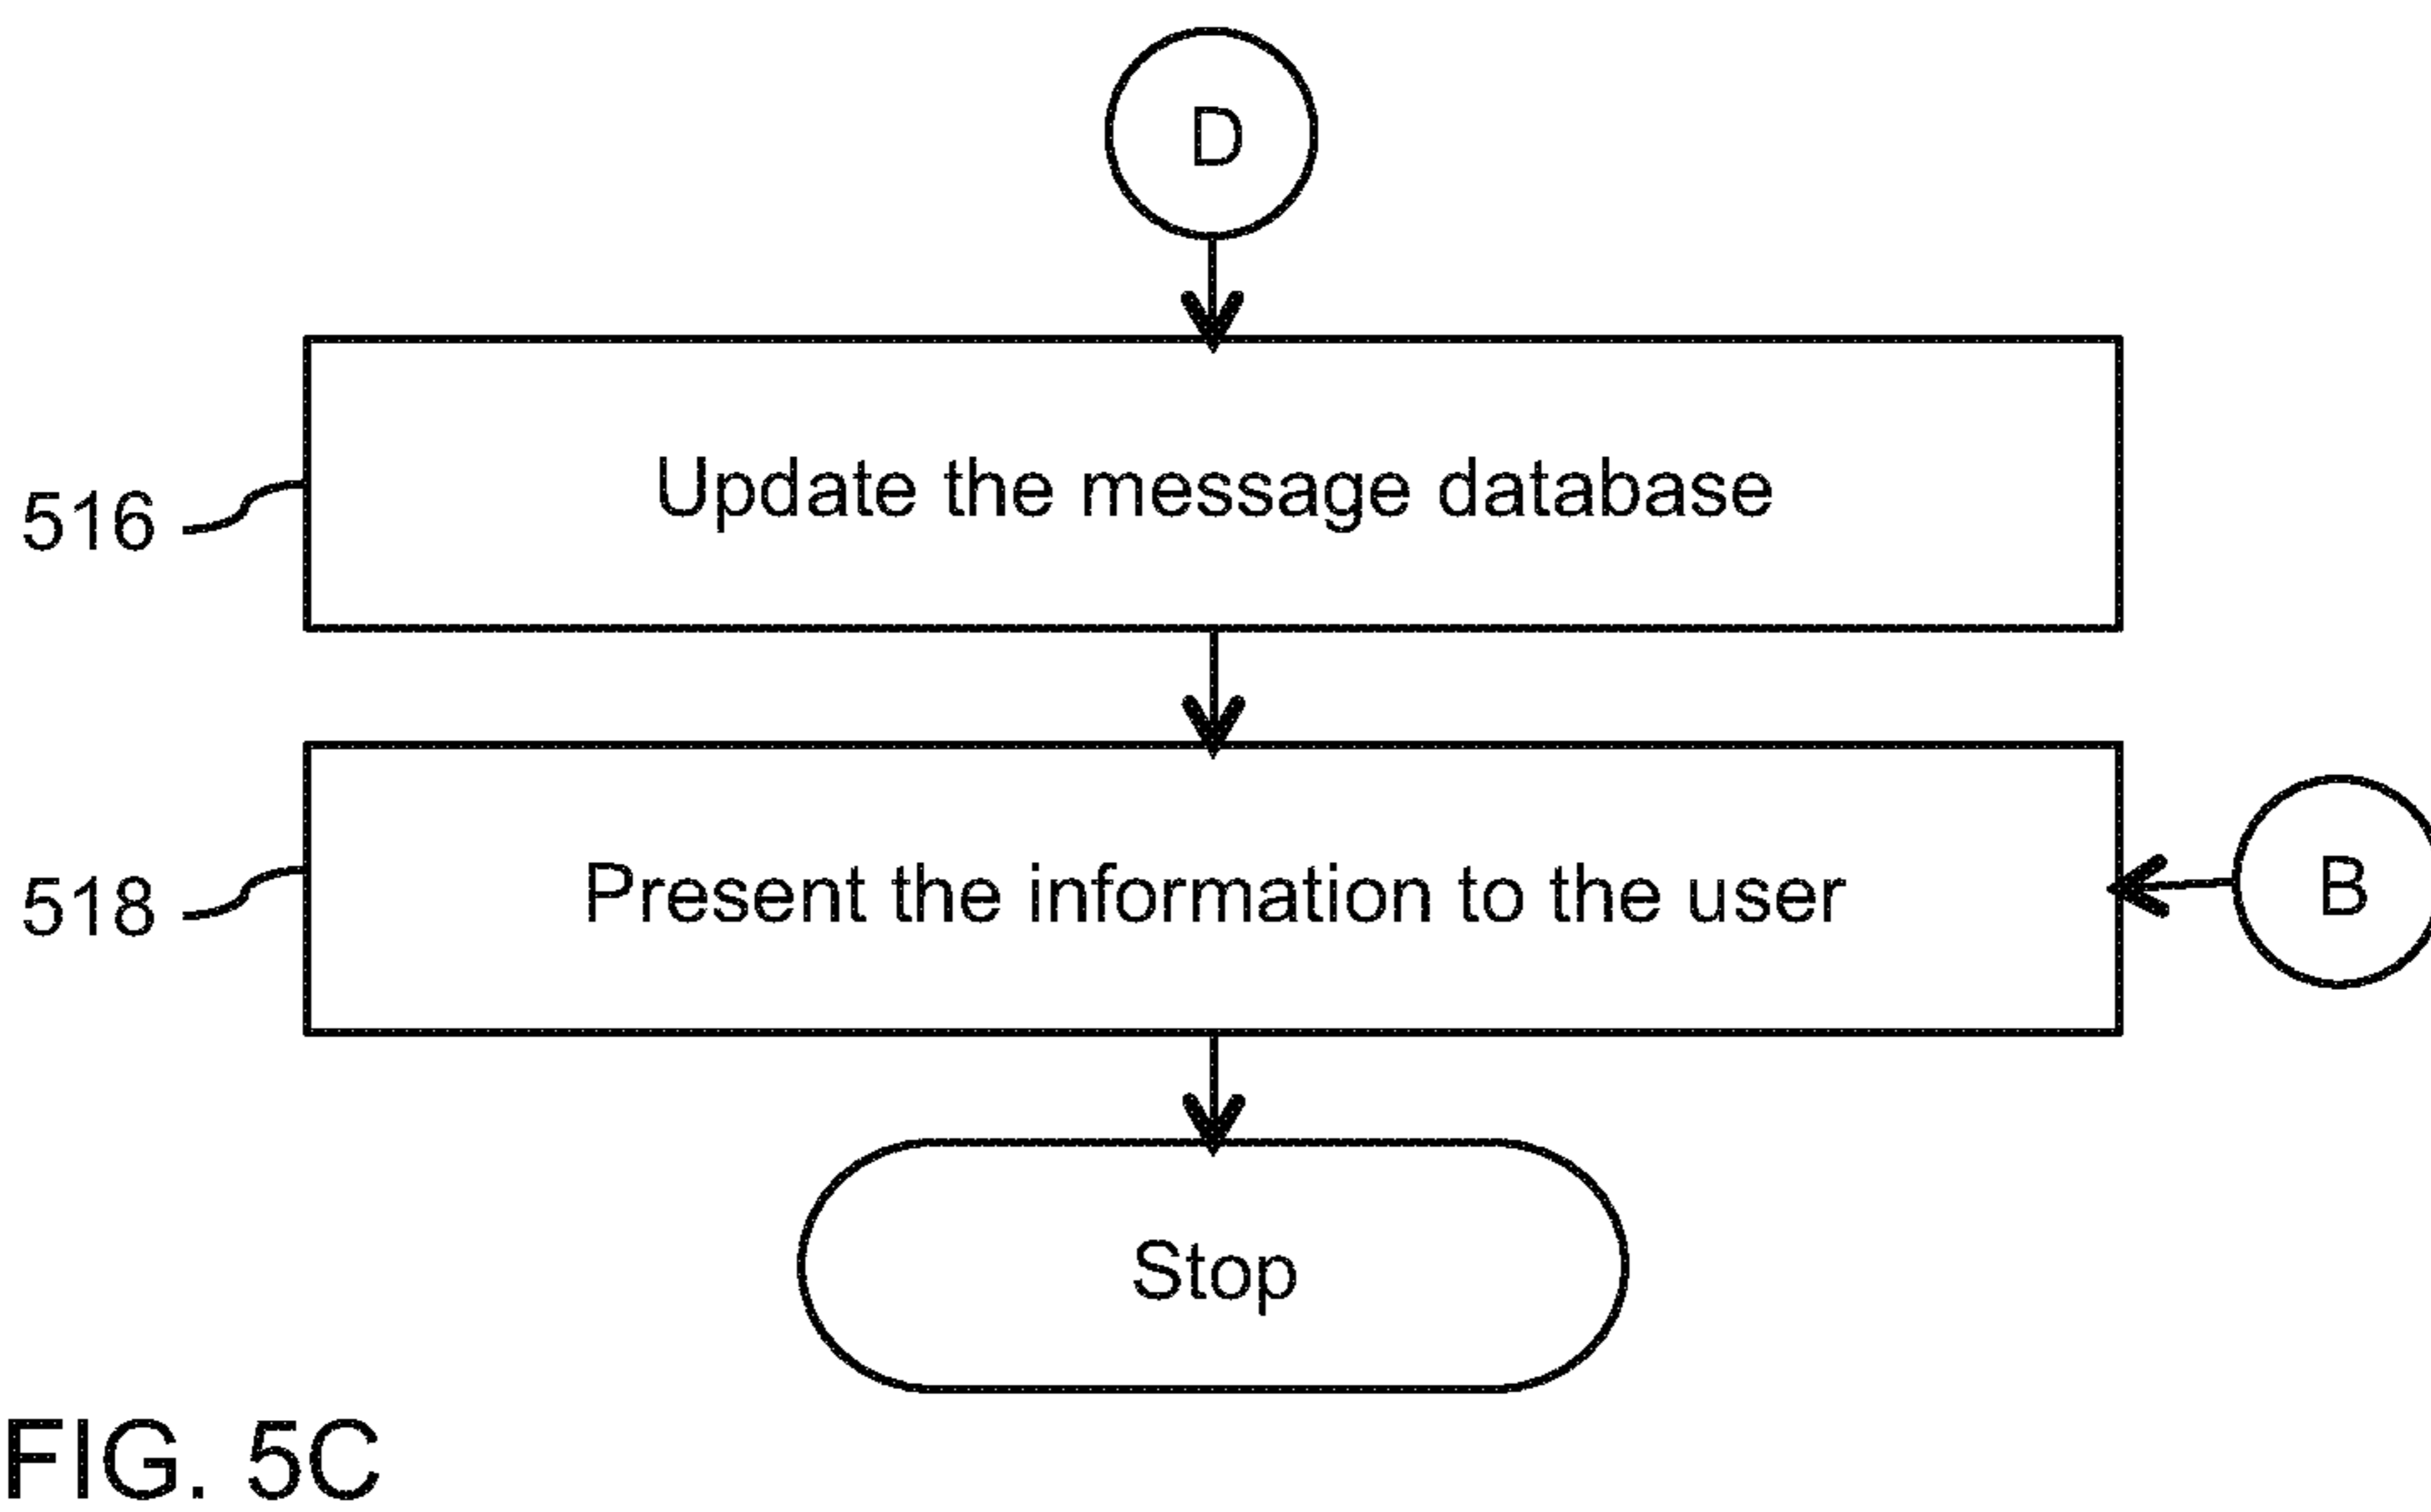 D
Update the message database
516
Present the information to the user
B
518
Stop
FIG. 5C